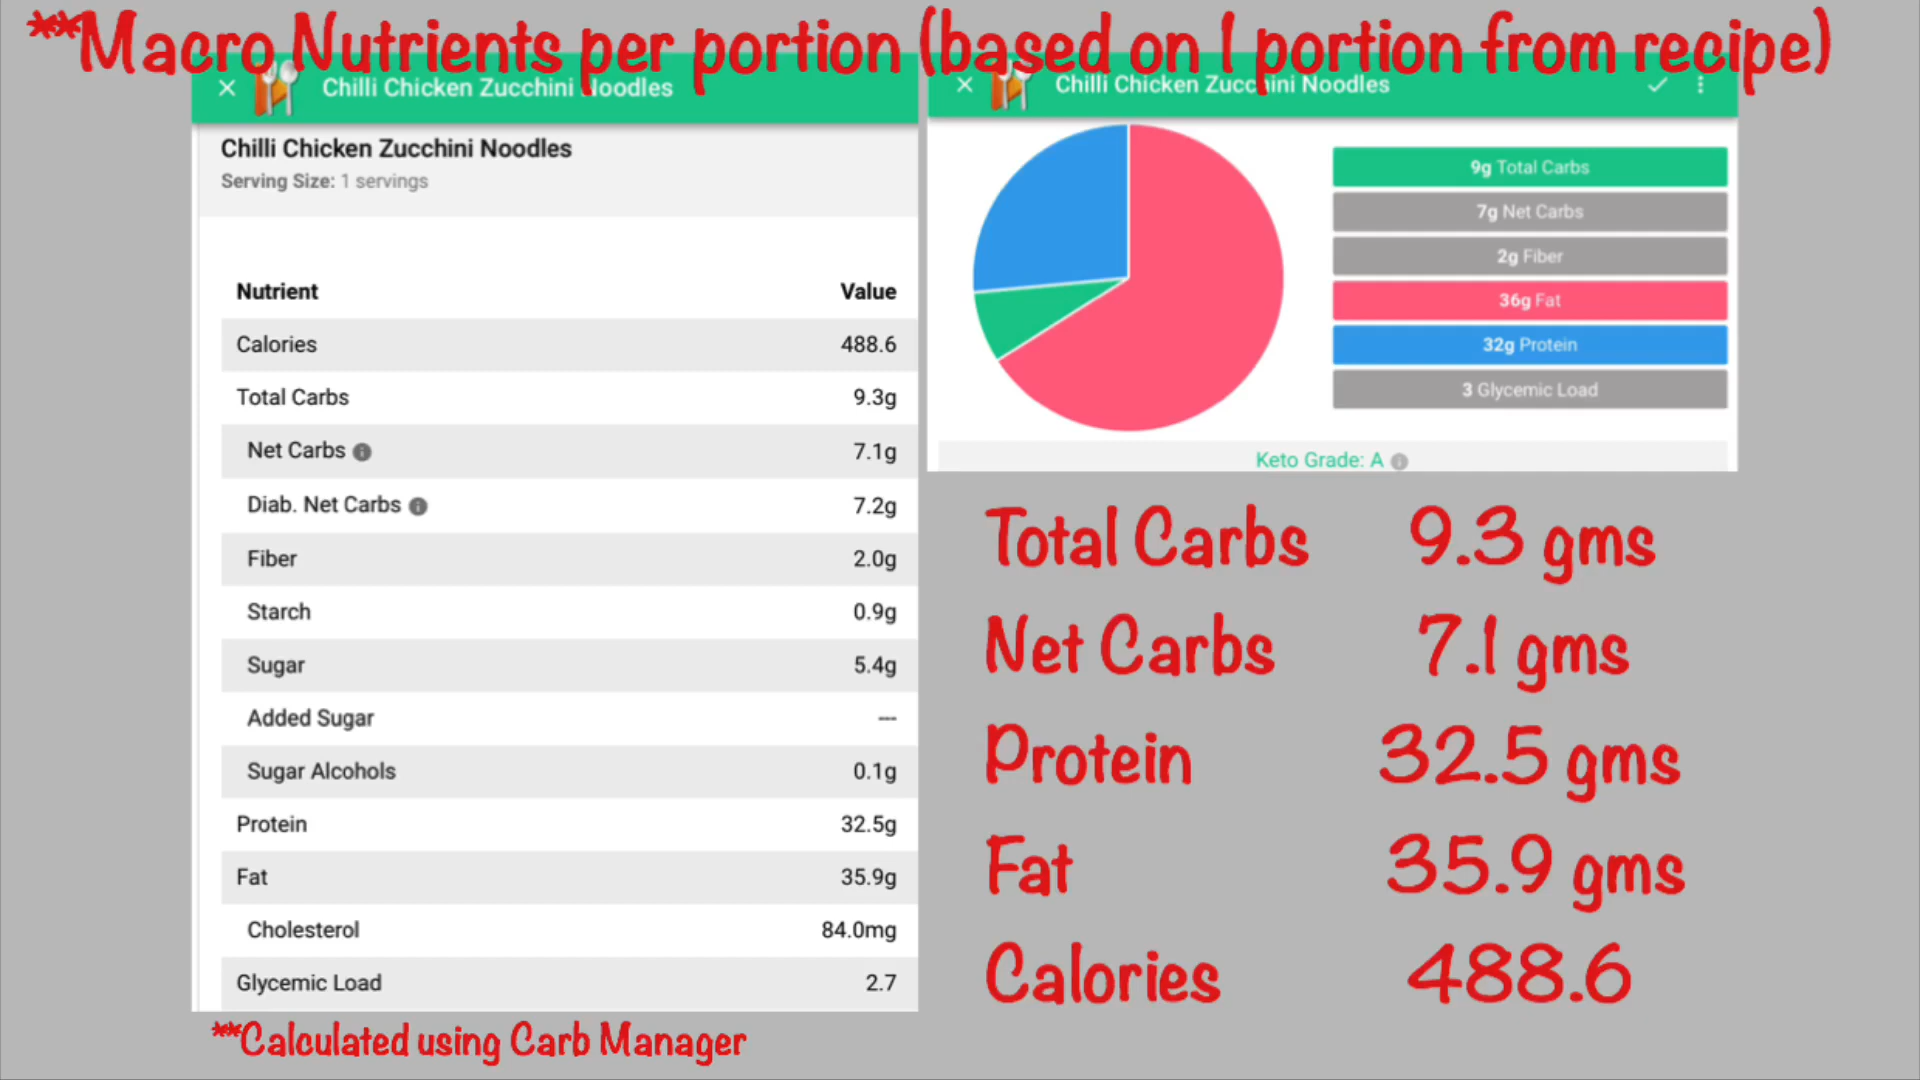 **Macro Nutrients per portion (based on 1 portion from recipe)
Chilli Chicken Zucchini Noodles
Chilli Chicken Zucchini Noodles
Serving Size: 1 servings
Nutrient Value
Calories 488.6
Total Carbs 9.3g
Net Carbs 7.1g
Diab. Net Carbs 7.2g
Fiber 2.0g
Starch 0.9g
Sugar 5.4g
Added Sugar ---
Sugar Alcohols 0.1g
Protein 32.5g
Fat 35.9g
Cholesterol 84.0mg
Glycemic Load 2.7
**Calculated using Carb Manager
Chilli Chicken Zucchini Noodles
9g Total Carbs
7g Net Carbs
2g Fiber
36g Fat
32g Protein
3 Glycemic Load
Keto Grade: A
Total Carbs 9.3 gms
Net Carbs 7.1 gms
Protein 32.5 gms
Fat 35.9 gms
Calories 488.6